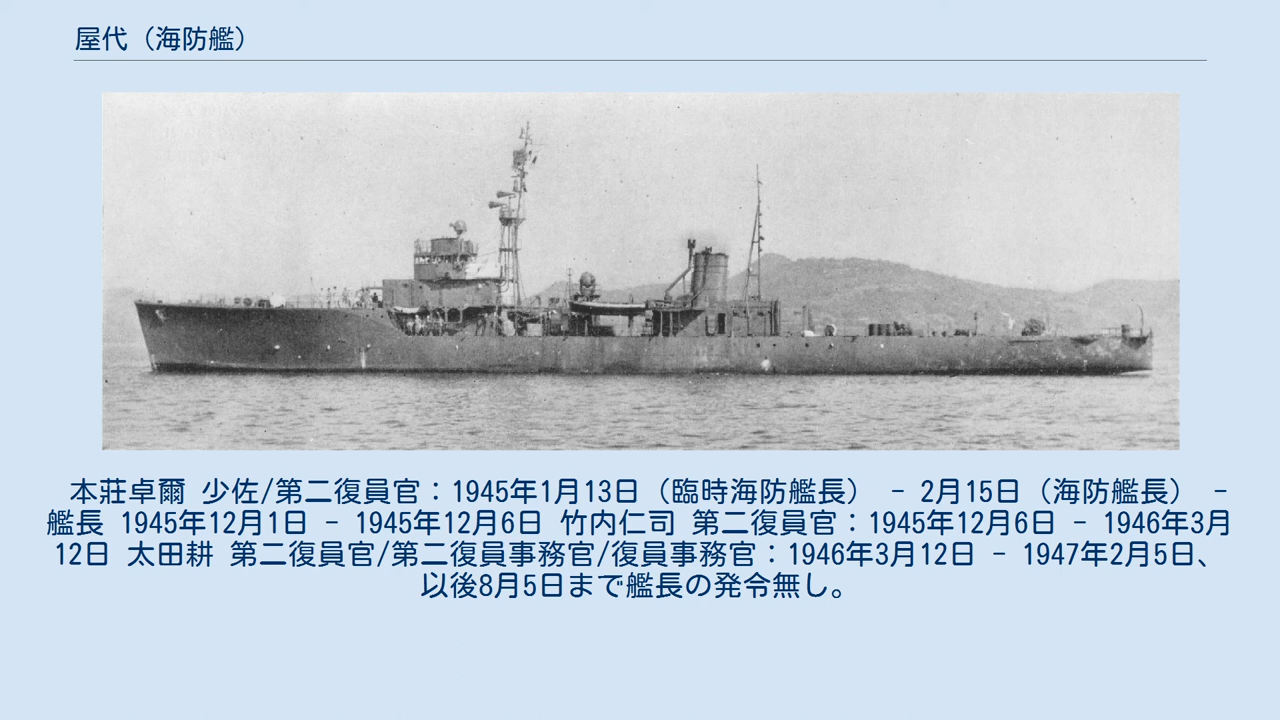 屋代（海防艦）
本莊卓爾 少佐/第二復員官：1945年1月13日（臨時海防艦長） - 2月15日（海防艦長） -
艦長 1945年12月1日 - 1945年12月6日 竹内仁司 第二復員官：1945年12月6日 - 1946年3月
12日 太田耕 第二復員官/第二復員事務官/復員事務官：1946年3月12日 - 1947年2月5日、
以後8月5日まで艦長の発令無し。